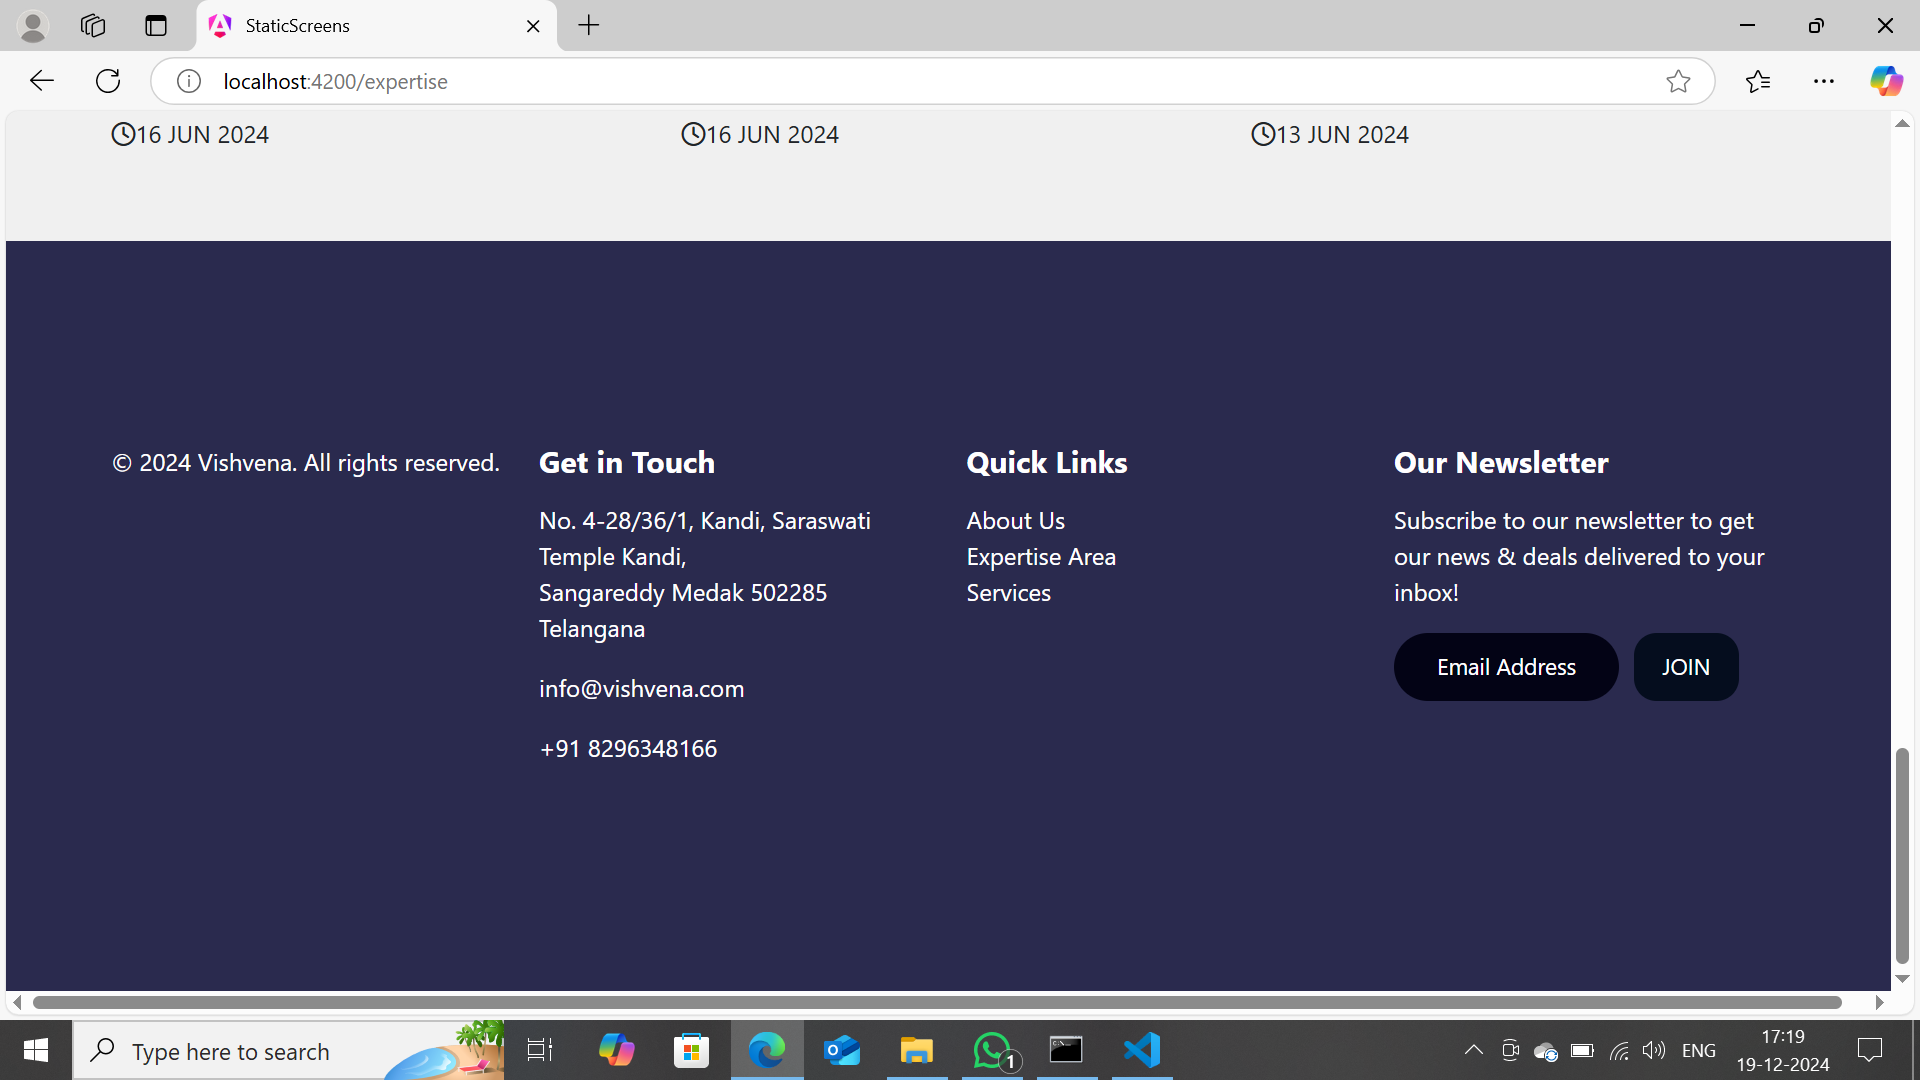 StaticScreens
localhost:4200/expertise
16 JUN 2024
16 JUN 2024
13 JUN 2024
© 2024 Vishvena. All rights reserved.
Get in Touch
No. 4-28/36/1, Kandi, Saraswati
Temple Kandi,
Sangareddy Medak 502285
Telangana
info@vishvena.com
+91 8296348166
Quick Links
About Us
Expertise Area
Services
Our Newsletter
Subscribe to our newsletter to get
our news & deals delivered to your
inbox!
Email Address
JOIN
Type here to search
1
ENG
17:19
19-12-2024